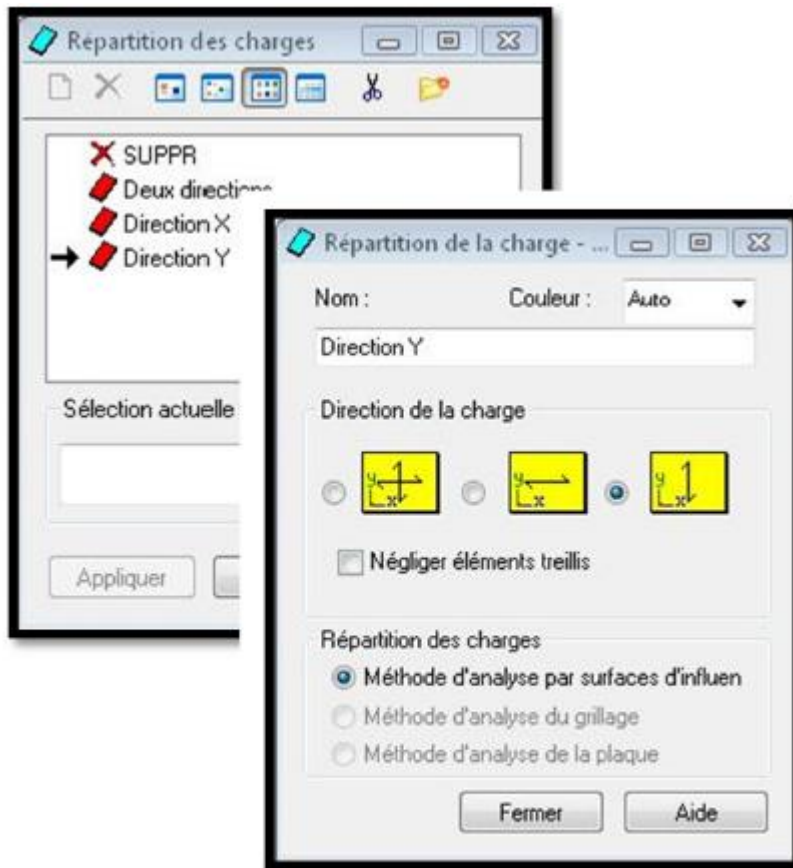 Répartition des charges
SUPPR
Deux directions
Direction X
Direction Y
Sélection actuelle
Appliquer
Répartition de la charge - ...
Nom :
Couleur :
Auto
Direction Y
Direction de la charge
y
x
y
x
y
x
Négliger éléments treillis
Répartition des charges
Méthode d'analyse par surfaces d'influen
Méthode d'analyse du grillage
Méthode d'analyse de la plaque
Fermer
Aide